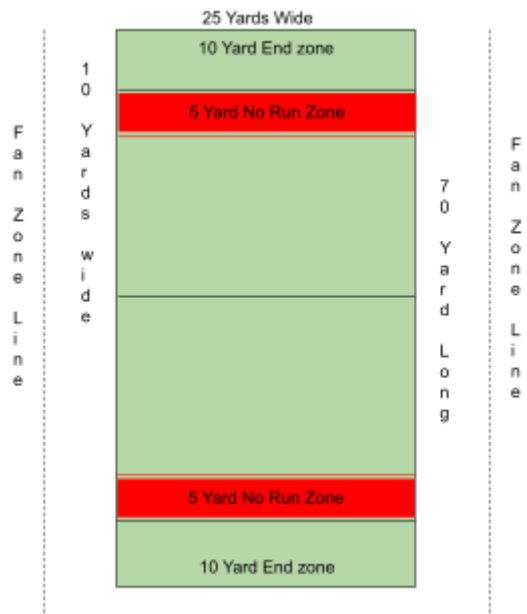 25 Yards Wide
10 Yard End zone
5 Yard No Run Zone
Fan Zone Line
10 Yards wide
70 Yard Long
Fan Zone Line
5 Yard No Run Zone
10 Yard End zone